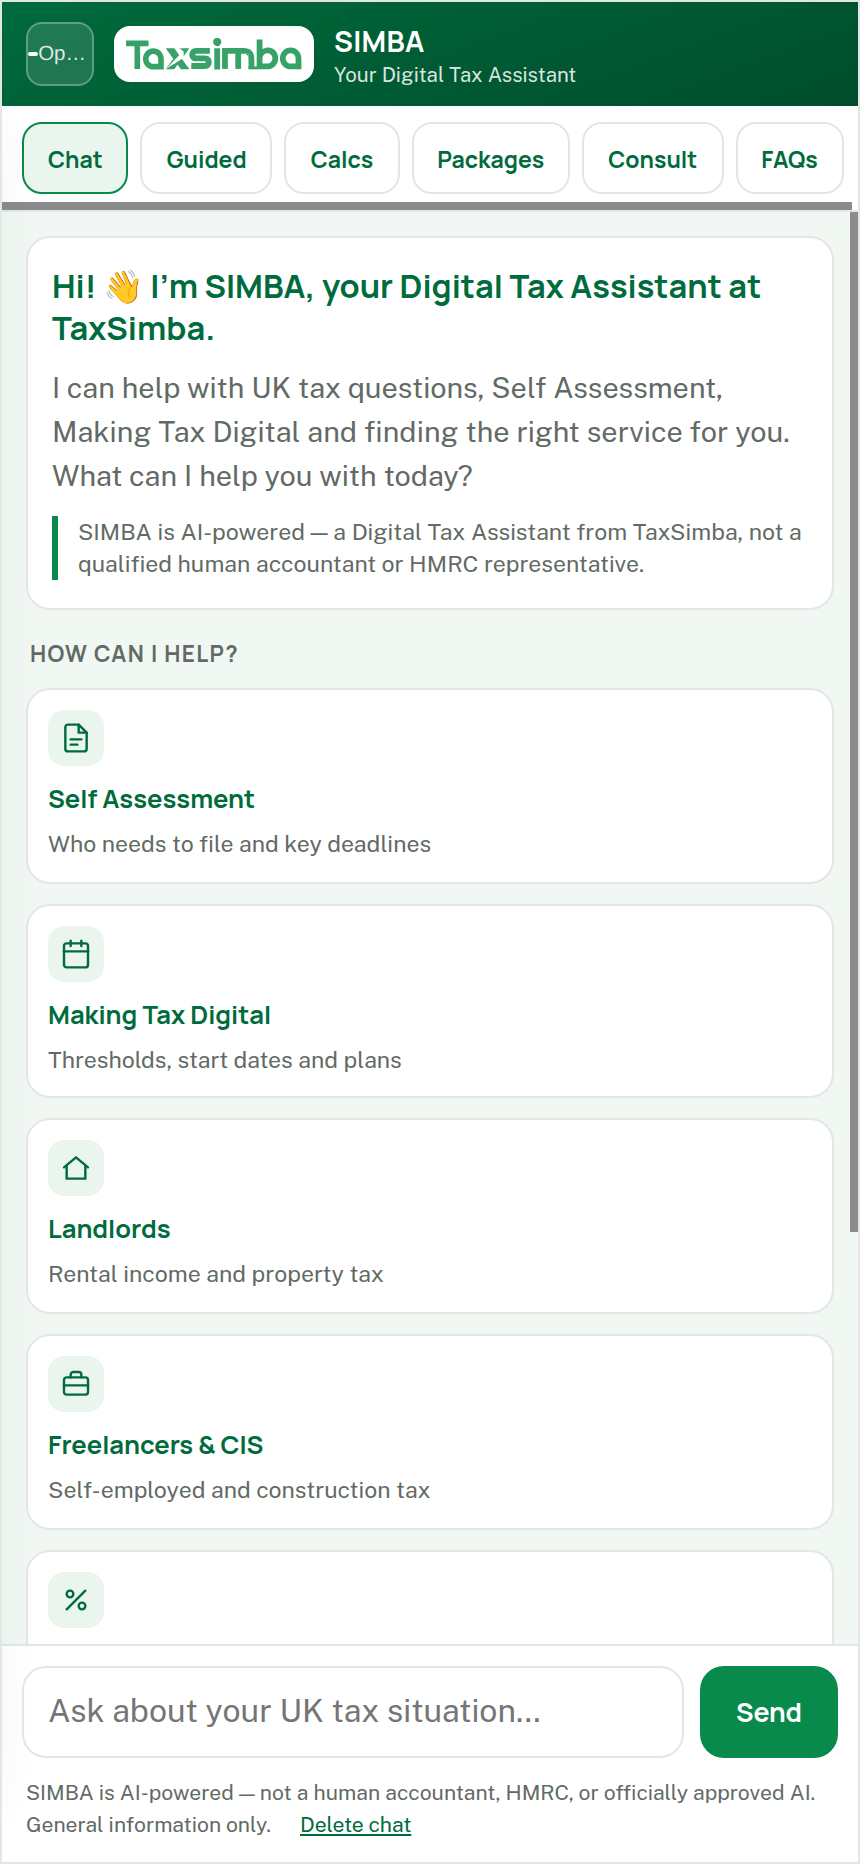 Op...
Taxsimba
SIMBA
Your Digital Tax Assistant
Chat
Guided
Calcs
Packages
Consult
FAQs
Hi! 👋 I'm SIMBA, your Digital Tax Assistant at
TaxSimba.
I can help with UK tax questions, Self Assessment,
Making Tax Digital and finding the right service for you.
What can I help you with today?
SIMBA is AI-powered — a Digital Tax Assistant from TaxSimba, not a
qualified human accountant or HMRC representative.
HOW CAN I HELP?
Self Assessment
Who needs to file and key deadlines
Making Tax Digital
Thresholds, start dates and plans
Landlords
Rental income and property tax
Freelancers & CIS
Self-employed and construction tax
%
Ask about your UK tax situation...
Send
SIMBA is AI-powered — not a human accountant, HMRC, or officially approved AI.
General information only. Delete chat